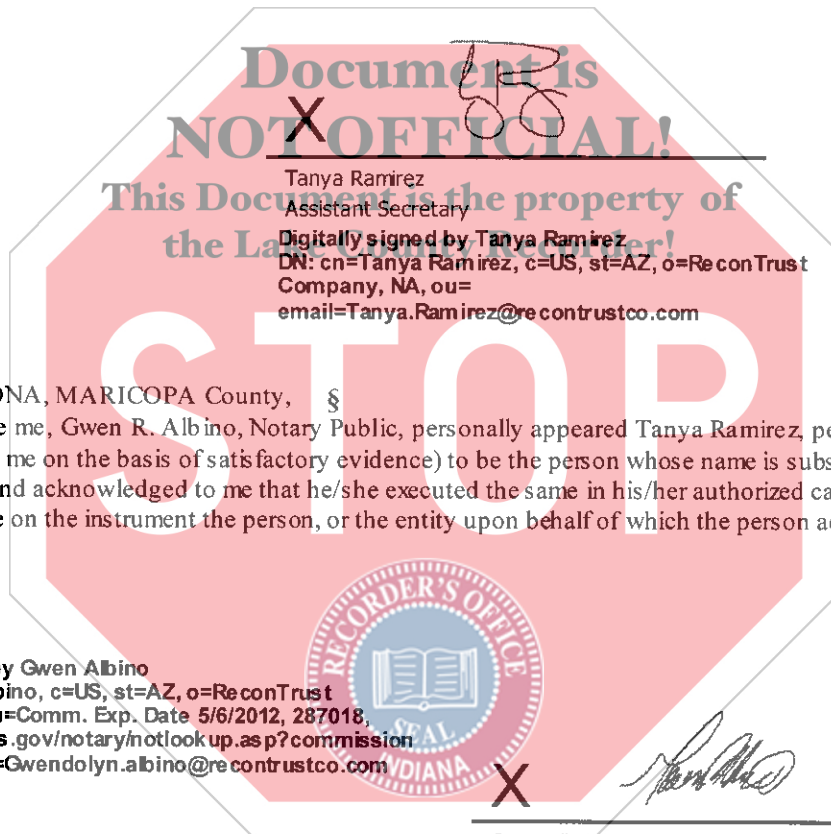 Document is
NOT OFFICIAL!
This Document is the property of
the Lake County Recorder!
STOP
X
Tanya Ramirez
Assistant Secretary
Digitally signed by Tanya Ramirez
DN: cn=Tanya Ramirez, c=US, st=AZ, o=ReconTrust
Company, NA, ou=
email=Tanya.Ramirez@recontrustco.com
ONA, MARICOPA County, §
e me, Gwen R. Albino, Notary Public, personally appeared Tanya Ramirez, pe
me on the basis of satisfactory evidence) to be the person whose name is subs
nd acknowledged to me that he/she executed the same in his/her authorized ca
e on the instrument the person, or the entity upon behalf of which the person a
RECORDER'S OFFICE
SEAL
INDIANA
y Gwen Albino
bino, c=US, st=AZ, o=ReconTrust
=Comm. Exp. Date 5/6/2012, 287018,
s.gov/notary/notlookup.asp?commission
=Gwendolyn.albino@recontrustco.com
X